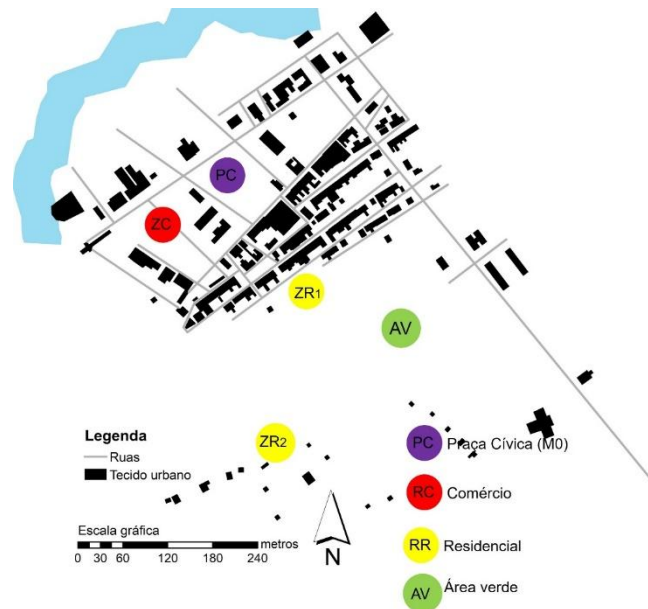 PC
ZC
ZR1
AV
ZR2
Legenda
Ruas
Tecido urbano
Escala gráfica
metros
0 30 60 120 180 240
N
PC Praça Cívica (M0)
RC Comércio
RR Residencial
AV Área verde